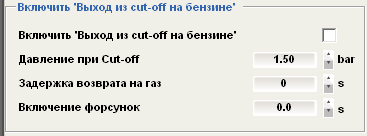 Включить 'Выход из cut-off на бензине'
Включить 'Выход из cut-off на бензине'
Давление при Cut-off 1.50 bar
Задержка возврата на газ 0 s
Включение форсунок 0.0 s